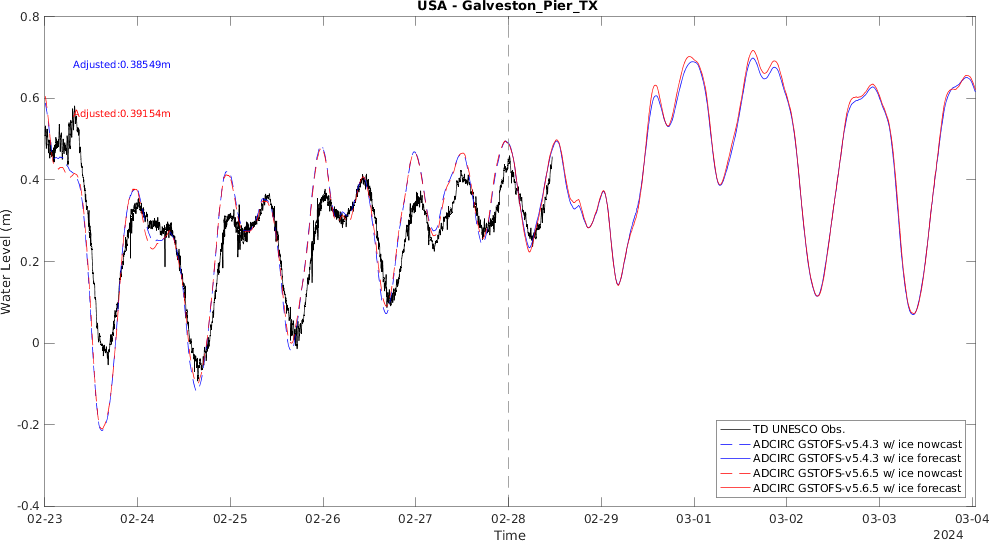 USA - Galveston_Pier_TX
Adjusted:0.38549m
Adjusted:0.39154m
Water Level (m)
0.8
0.6
0.4
0.2
0
-0.2
-0.4
TD UNESCO Obs.
ADCIRC GSTOFS-v5.4.3 w/ ice nowcast
ADCIRC GSTOFS-v5.4.3 w/ ice forecast
ADCIRC GSTOFS-v5.6.5 w/ ice nowcast
ADCIRC GSTOFS-v5.6.5 w/ ice forecast
02-23 02-24 02-25 02-26 02-27 02-28 02-29 03-01 03-02 03-03 03-04
Time
2024